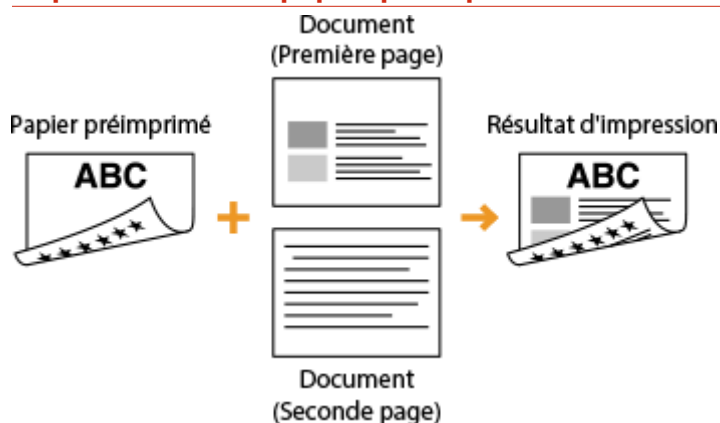 Document
(Première page)
Papier préimprimé
ABC
Résultat d'impression
ABC
Document
(Seconde page)